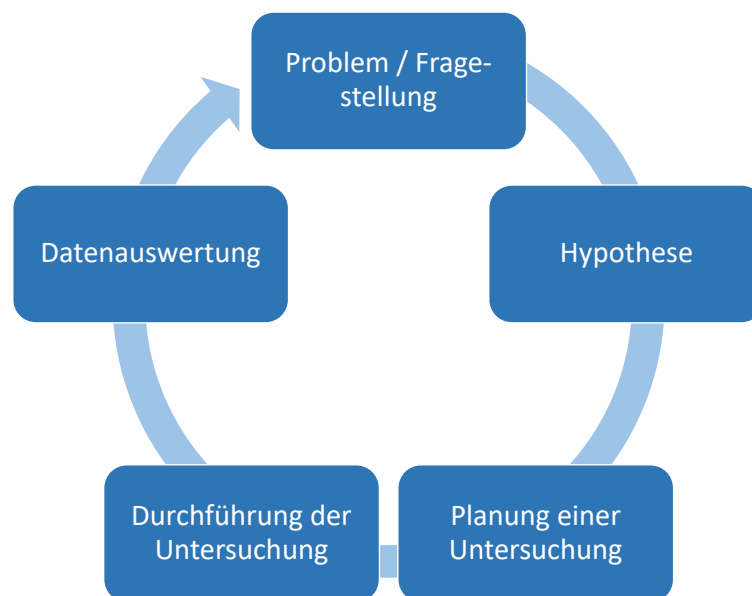 Problem / Frage-
stellung
Hypothese
Planung einer
Untersuchung
Durchführung der
Untersuchung
Datenauswertung